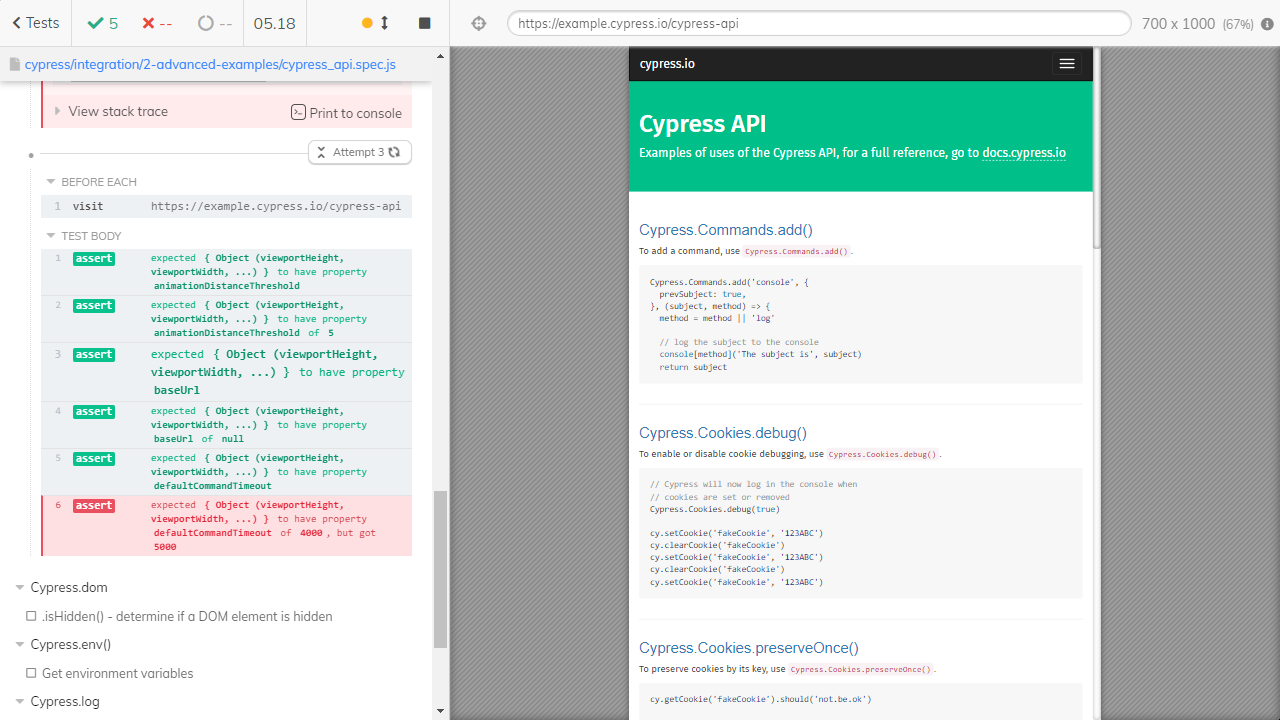 Tests 5 -- -- 05.18
https://example.cypress.io/cypress-api 700 x 1000 (67%)
cypress/integration/2-advanced-examples/cypress_api.spec.js
View stack trace Print to console
Attempt 3
BEFORE EACH
1 visit https://example.cypress.io/cypress-api
TEST BODY
1 assert expected { Object (viewportHeight,
viewportWidth, ...) } to have property
animationDistanceThreshold
2 assert expected { Object (viewportHeight,
viewportWidth, ...) } to have property
animationDistanceThreshold of 5
3 assert expected { Object (viewportHeight,
viewportWidth, ...) } to have property
baseUrl
4 assert expected { Object (viewportHeight,
viewportWidth, ...) } to have property
baseUrl of null
5 assert expected { Object (viewportHeight,
viewportWidth, ...) } to have property
defaultCommandTimeout
6 assert expected { Object (viewportHeight,
viewportWidth, ...) } to have property
defaultCommandTimeout of 4000, but got
5000
Cypress.dom
.isHidden() - determine if a DOM element is hidden
Cypress.env()
Get environment variables
Cypress.log
cypress.io
Cypress API
Examples of uses of the Cypress API, for a full reference, go to docs.cypress.io
Cypress.Commands.add()
To add a command, use Cypress.Commands.add().
Cypress.Commands.add('console', {
prevSubject: true,
}, (subject, method) => {
method = method || 'log'
// log the subject to the console
console[method]('The subject is', subject)
return subject
Cypress.Cookies.debug()
To enable or disable cookie debugging, use Cypress.Cookies.debug().
// Cypress will now log in the console when
// cookies are set or removed
Cypress.Cookies.debug(true)
cy.setCookie('fakeCookie', '123ABC')
cy.clearCookie('fakeCookie')
cy.setCookie('fakeCookie', '123ABC')
cy.clearCookie('fakeCookie')
cy.setCookie('fakeCookie', '123ABC')
Cypress.Cookies.preserveOnce()
To preserve cookies by its key, use Cypress.Cookies.preserveOnce().
cy.getCookie('fakeCookie').should('not.be.ok')